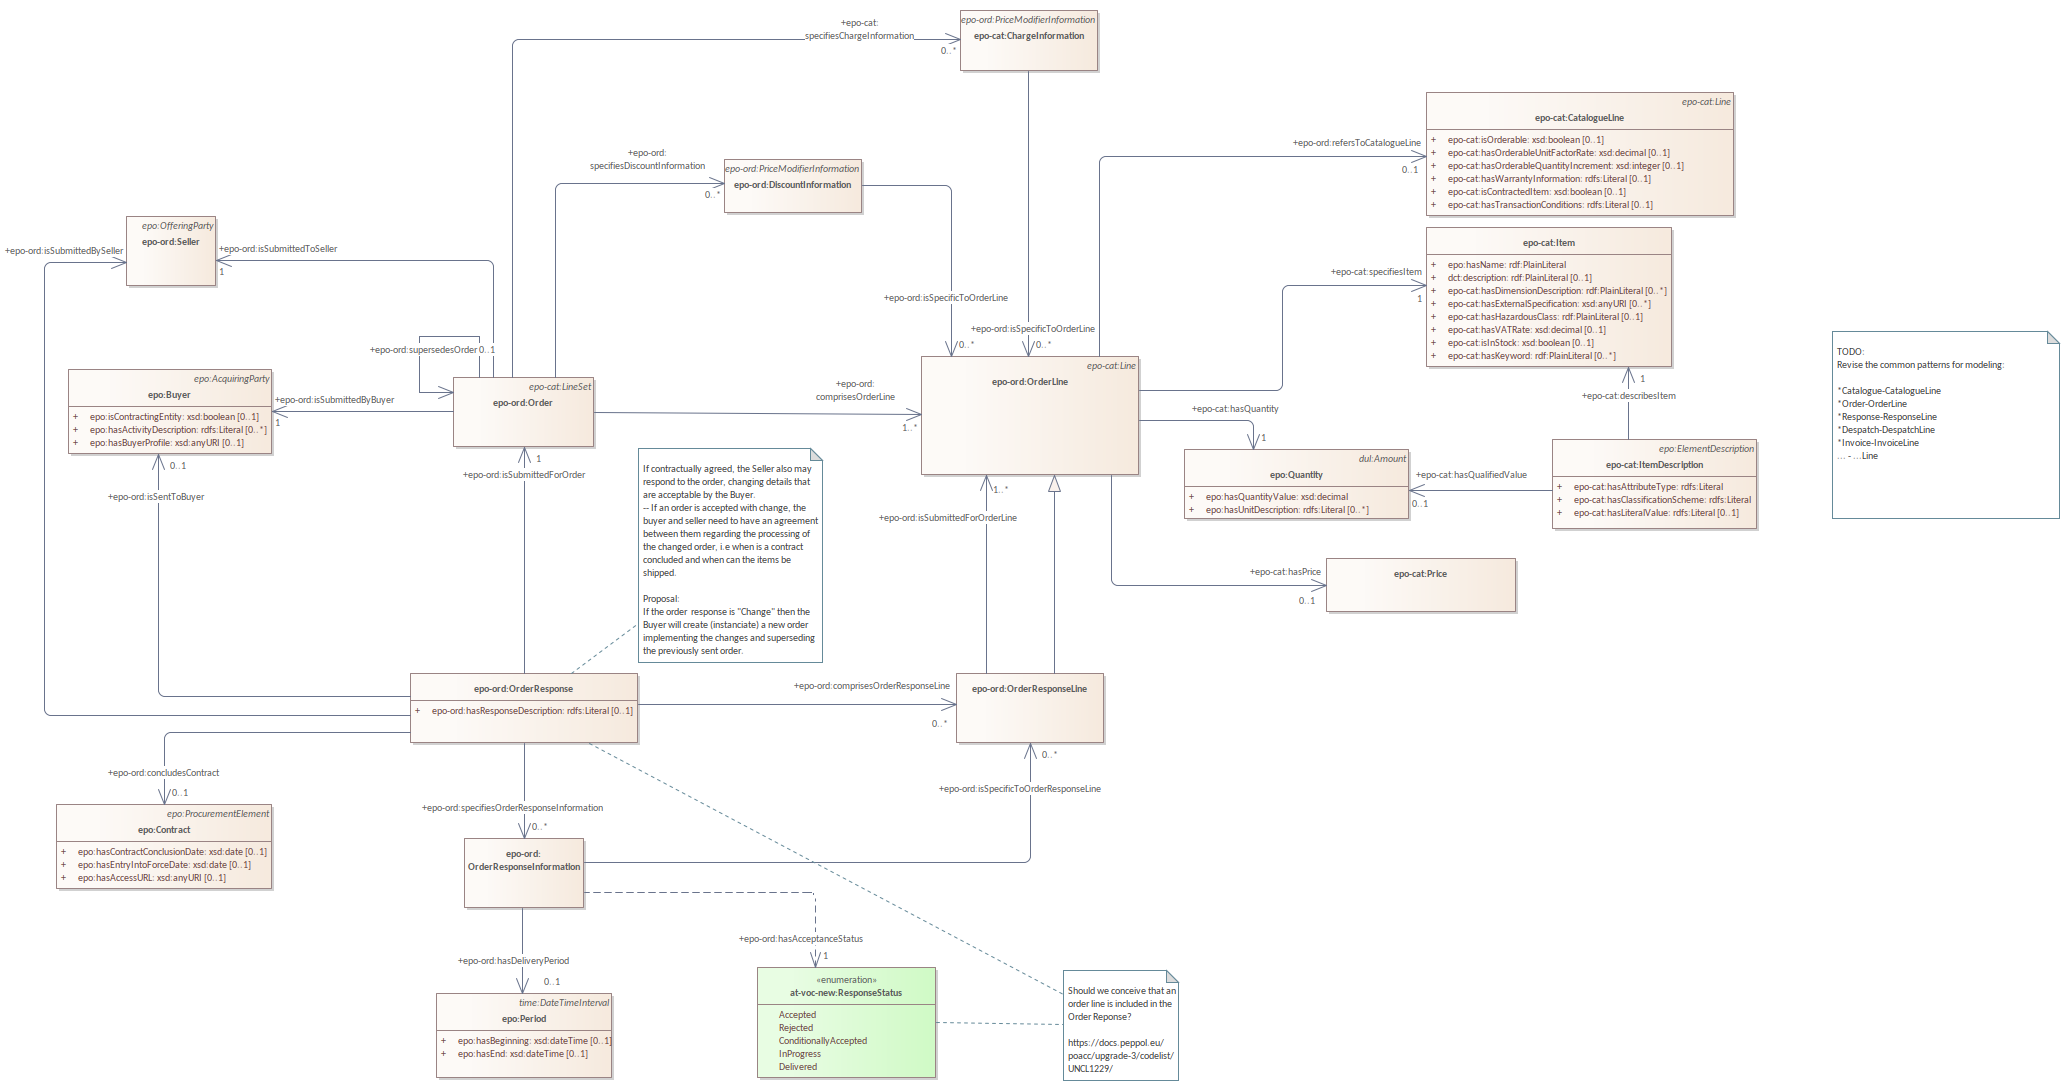 +epo-cat:
specifiesChargeInformation
0..*
epo-ord:PriceModifierInformation
epo-cat:ChargeInformation
+epo-ord:
specifiesDiscountInformation
0..*
epo-ord:PriceModifierInformation
epo-ord:DiscountInformation
+epo-ord:refersToCatalogueLine
0..1
epo-cat:Line
epo-cat:CatalogueLine
+ epo-cat:isOrderable: xsd:boolean [0..1]
+ epo-cat:hasOrderableUnitFactorRate: xsd:decimal [0..1]
+ epo-cat:hasOrderableQuantityIncrement: xsd:integer [0..1]
+ epo-cat:hasWarrantyInformation: rdfs:Literal [0..1]
+ epo-cat:isContractedItem: xsd:boolean [0..1]
+ epo-cat:hasTransactionConditions: rdfs:Literal [0..1]
+epo-ord:isSubmittedBySeller
epo:OfferingParty
epo-ord:Seller
+epo-ord:isSubmittedToSeller
1
+epo-cat:specifiesItem
1
epo-cat:Item
+ epo:hasName: rdf:PlainLiteral
+ dct:description: rdf:PlainLiteral [0..1]
+ epo-cat:hasDimensionDescription: rdf:PlainLiteral [0..*]
+ epo-cat:hasExternalSpecification: xsd:anyURI [0..*]
+ epo-cat:hasHazardousClass: rdf:PlainLiteral [0..1]
+ epo-cat:hasVATRate: xsd:decimal [0..1]
+ epo-cat:isInStock: xsd:boolean [0..1]
+ epo-cat:hasKeyword: rdf:PlainLiteral [0..*]
+epo-ord:isSpecificToOrderLine
0..*
+epo-ord:isSpecificToOrderLine
0..*
+epo-ord:supersedesOrder 0..1
TODO:
Revise the common patterns for modeling:
*Catalogue-CatalogueLine
*Order-OrderLine
*Response-ResponseLine
*Despatch-DespatchLine
*Invoice-InvoiceLine
... - ...Line
epo:AcquiringParty
epo:Buyer
+ epo:isContractingEntity: xsd:boolean [0..1]
+ epo:hasActivityDescription: rdfs:Literal [0..*]
+ epo:hasBuyerProfile: xsd:anyURI [0..1]
+epo-ord:isSubmittedByBuyer
1
epo-cat:LineSet
epo-ord:Order
+epo-ord:
comprisesOrderLine
1..*
epo-cat:Line
epo-ord:OrderLine
+epo-cat:hasQuantity
1
1
+epo-cat:describesItem
dul:Amount
epo:Quantity
+ epo:hasQuantityValue: xsd:decimal
+ epo:hasUnitDescription: rdfs:Literal [0..*]
+epo-cat:hasQualifiedValue
0..1
epo:ElementDescription
epo-cat:ItemDescription
+ epo-cat:hasAttributeType: rdfs:Literal
+ epo-cat:hasClassificationScheme: rdfs:Literal
+ epo-cat:hasLiteralValue: rdfs:Literal [0..1]
0..1
+epo-ord:isSentToBuyer
1
+epo-ord:isSubmittedForOrder
If contractually agreed, the Seller also may
respond to the order, changing details that
are acceptable by the Buyer.
-- If an order is accepted with change, the
buyer and seller need to have an agreement
between them regarding the processing of
the changed order, i.e when is a contract
concluded and when can the items be
shipped.
Proposal:
If the order  response is "Change" then the
Buyer will create (instanciate) a new order
implementing the changes and superseding
the previously sent order.
1..*
+epo-ord:isSubmittedForOrderLine
+epo-cat:hasPrice
0..1
epo-cat:Price
epo-ord:OrderResponse
+ epo-ord:hasResponseDescription: rdfs:Literal [0..1]
+epo-ord:comprisesOrderResponseLine
0..*
epo-ord:OrderResponseLine
+epo-ord:concludesContract
0..1
epo:ProcurementElement
epo:Contract
+ epo:hasContractConclusionDate: xsd:date [0..1]
+ epo:hasEntryIntoForceDate: xsd:date [0..1]
+ epo:hasAccessURL: xsd:anyURI [0..1]
+epo-ord:specifiesOrderResponseInformation
0..*
epo-ord:
OrderResponseInformation
0..*
+epo-ord:isSpecificToOrderResponseLine
+epo-ord:hasAcceptanceStatus
1
+epo-ord:hasDeliveryPeriod
0..1
time:DateTimeInterval
epo:Period
+ epo:hasBeginning: xsd:dateTime [0..1]
+ epo:hasEnd: xsd:dateTime [0..1]
«enumeration»
at-voc-new:ResponseStatus
Accepted
Rejected
ConditionallyAccepted
InProgress
Delivered
Should we conceive that an
order line is included in the
Order Reponse?
https://docs.peppol.eu/
poacc/upgrade-3/codelist/
UNCL1229/